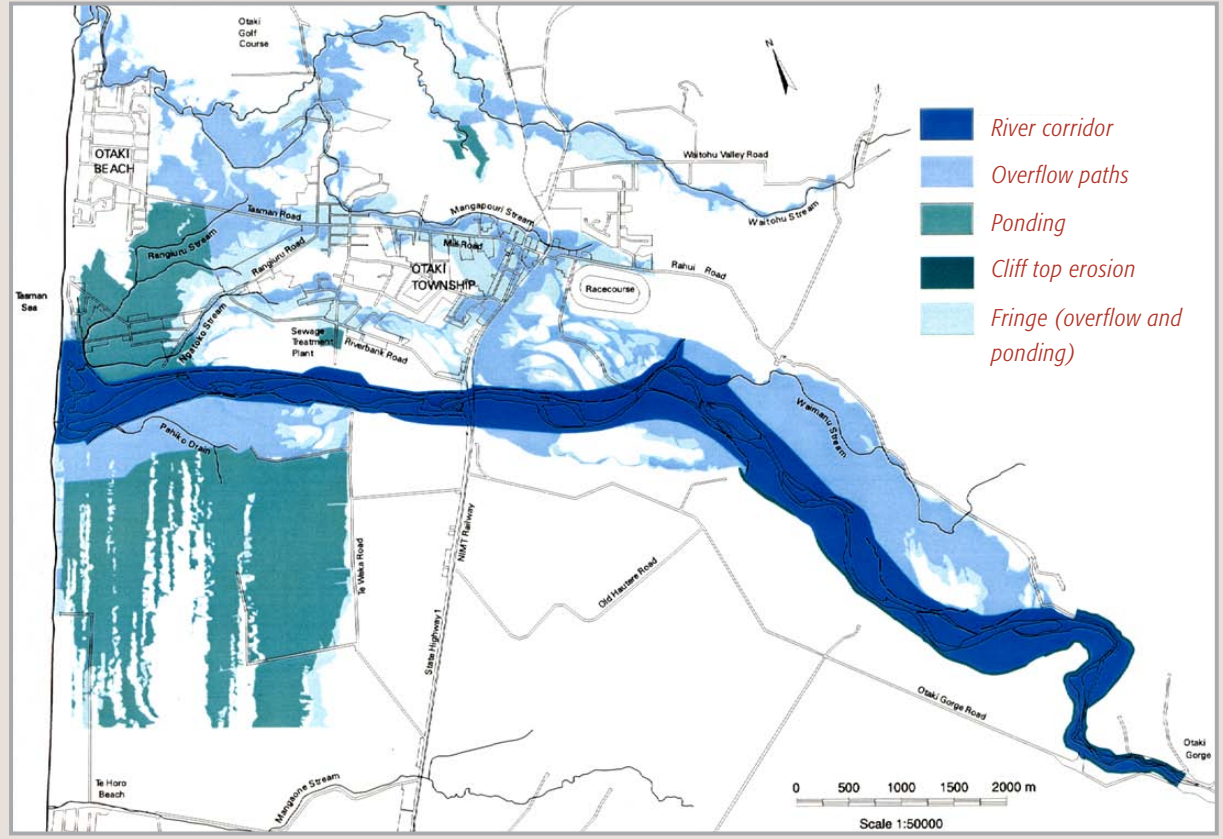 Otaki
Golf
Course
N
OTAKI
BEACH
Waitohu Valley Road
Waitohu Stream
Mangapouri Stream
Tasman Road
Mill Road
Rangiuru Stream
Rangiuru Road
OTAKI
TOWNSHIP
Rahui Road
Racecourse
Tasman
Sea
Ngatoko Stream
Sewage
Treatment
Plant
Riverbank Road
Waimanu Stream
Pahiko Drain
Te Waka Road
NIMT Railway
State Highway 1
Old Hautere Road
Otaki Gorge Road
Otaki
Gorge
Te Horo
Beach
Mangaone Stream
River corridor
Overflow paths
Ponding
Cliff top erosion
Fringe (overflow and
ponding)
0 500 1000 1500 2000 m
Scale 1:50000